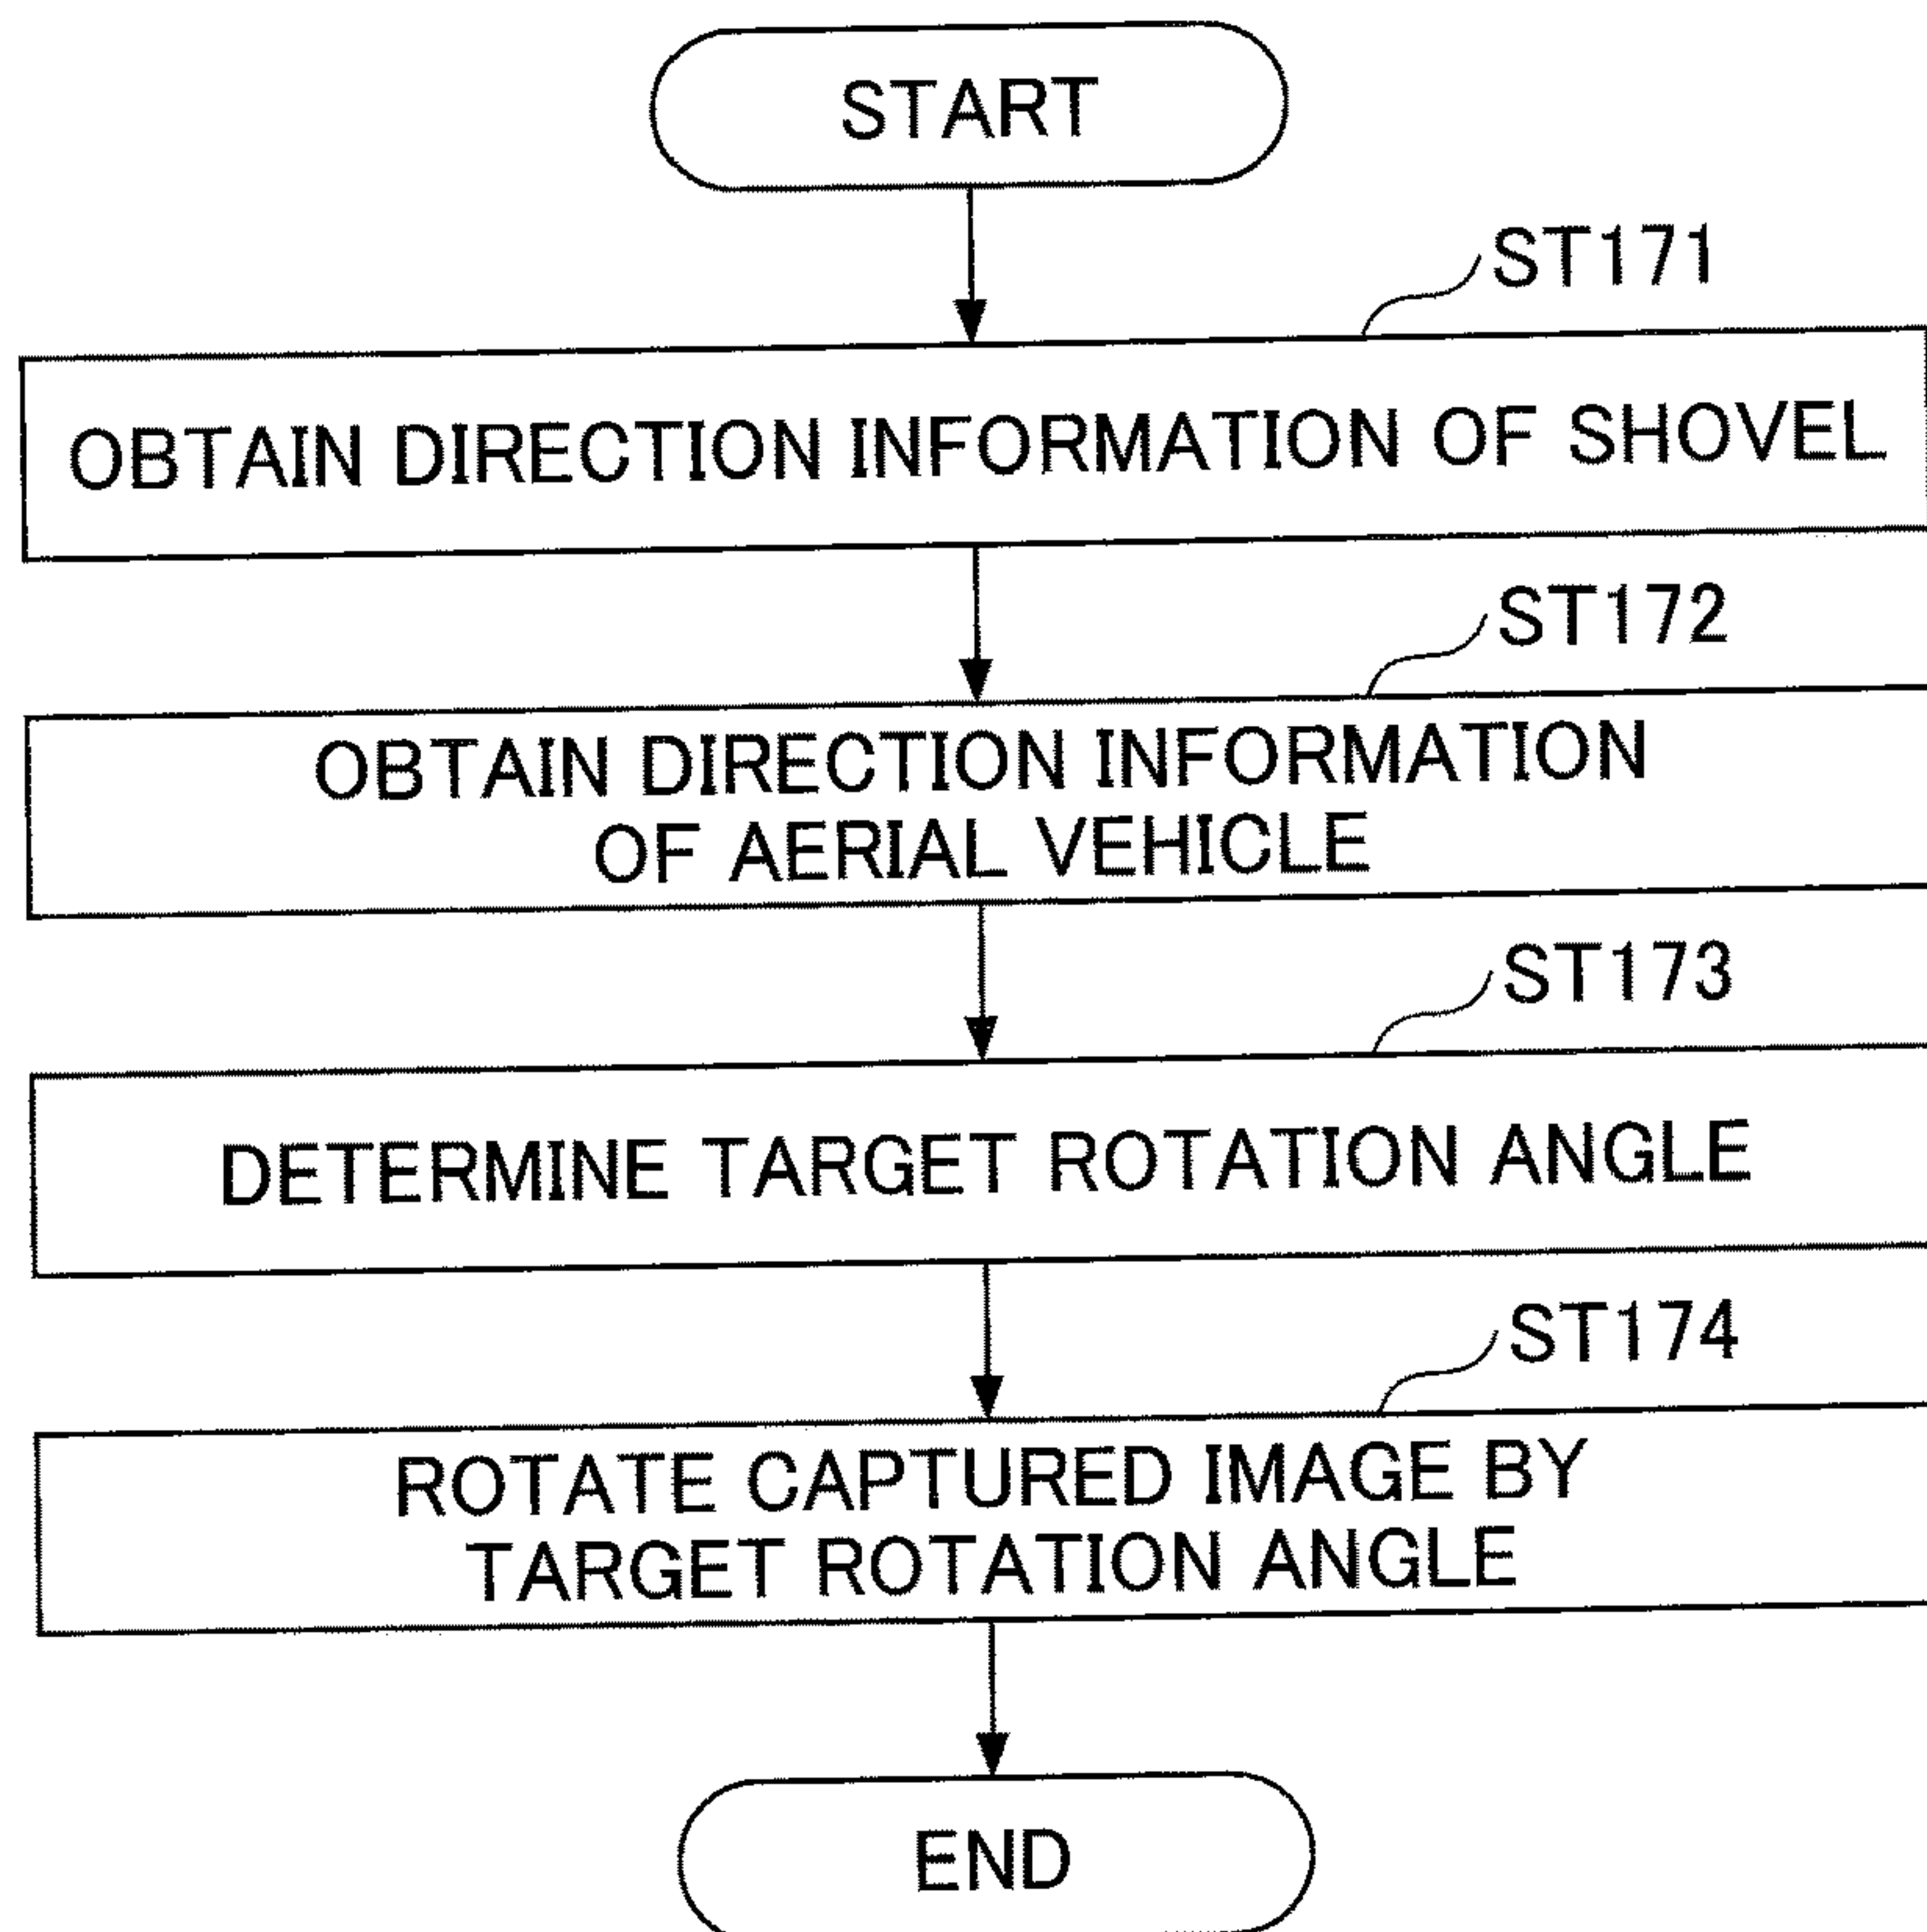 START
ST171
OBTAIN DIRECTION INFORMATION OF SHOVEL
ST172
OBTAIN DIRECTION INFORMATION
OF AERIAL VEHICLE
ST173
DETERMINE TARGET ROTATION ANGLE
ST174
ROTATE CAPTURED IMAGE BY
TARGET ROTATION ANGLE
END